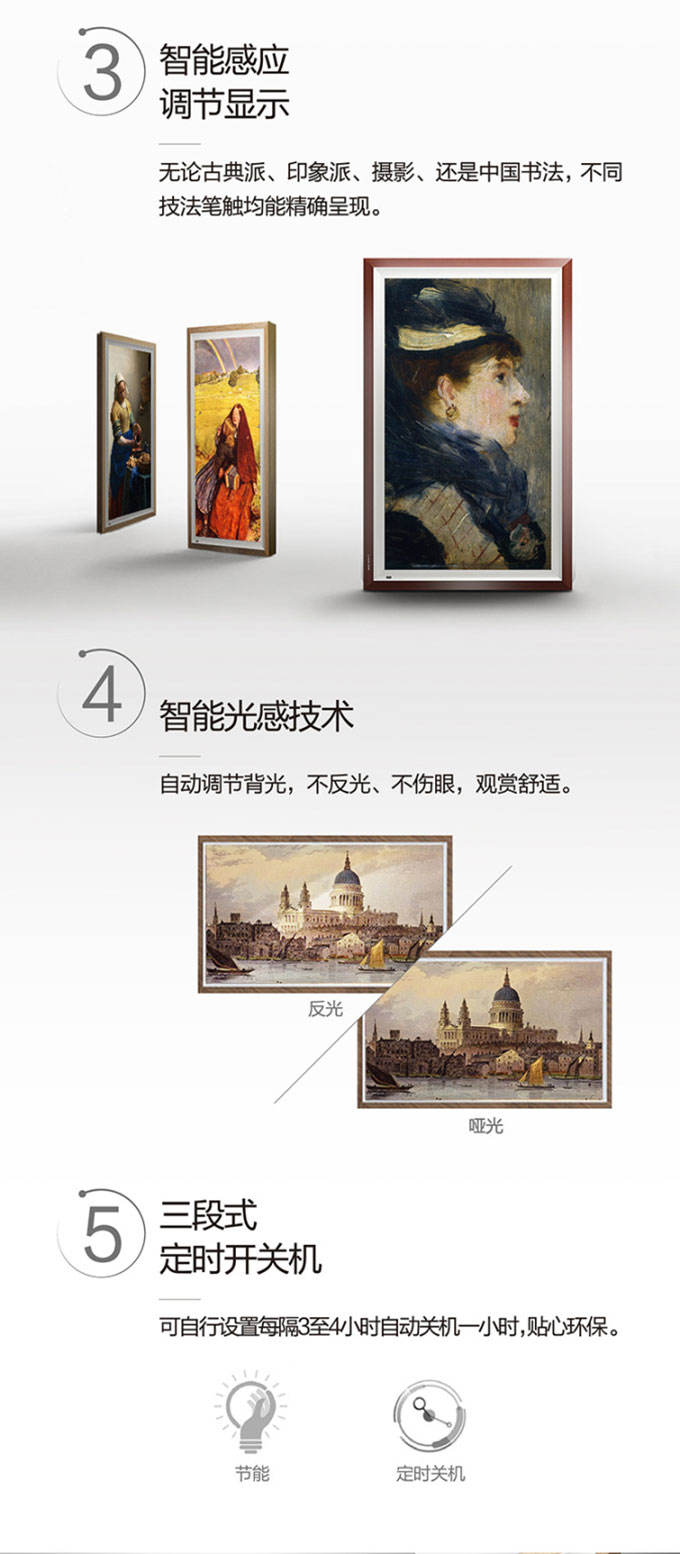 3
智能感应
调节显示
无论古典派、印象派、摄影、还是中国书法，不同
技法笔触均能精确呈现。
4
智能光感技术
自动调节背光，不反光、不伤眼，观赏舒适。
反光
哑光
5
三段式
定时开关机
可自行设置每隔3至4小时自动关机一小时，贴心环保。
节能
定时关机